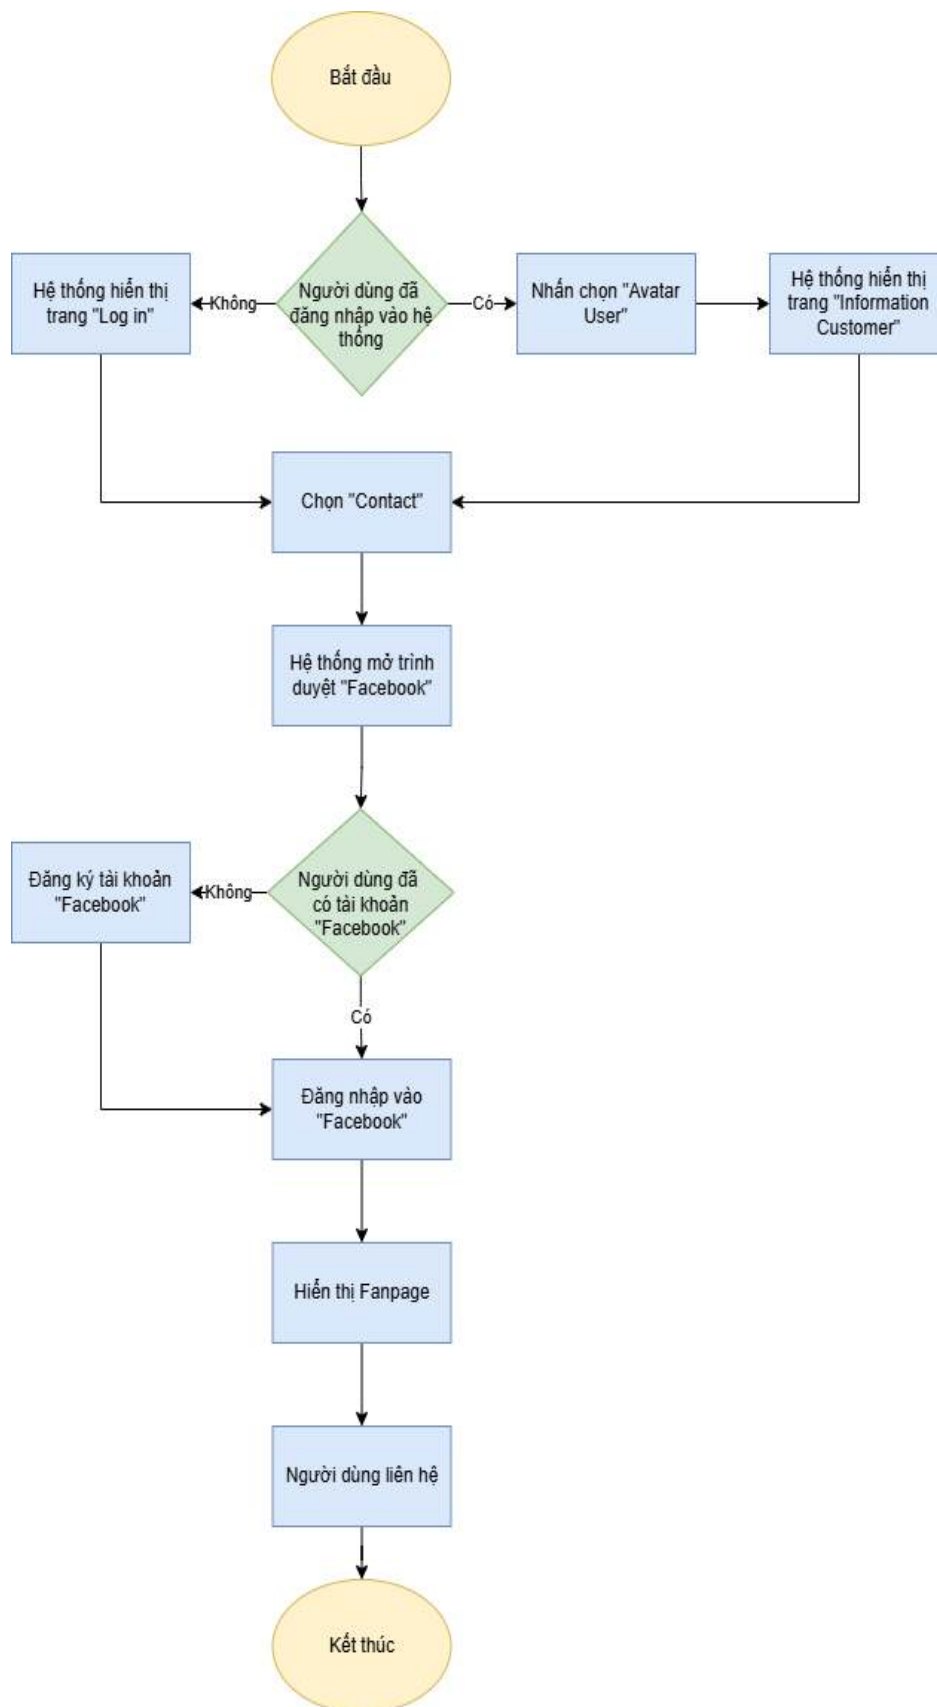 Bắt đầu
Hệ thống hiển thị
trang "Log in"
Không
Người dùng đã
đăng nhập vào hệ
thống
Có
Nhấn chọn "Avatar
User"
Hệ thống hiển thị
trang "Information
Customer"
Chọn "Contact"
Hệ thống mở trình
duyệt "Facebook"
Đăng ký tài khoản
"Facebook"
Không
Người dùng đã
có tài khoản
"Facebook"
Có
Đăng nhập vào
"Facebook"
Hiển thị Fanpage
Người dùng liên hệ
Kết thúc